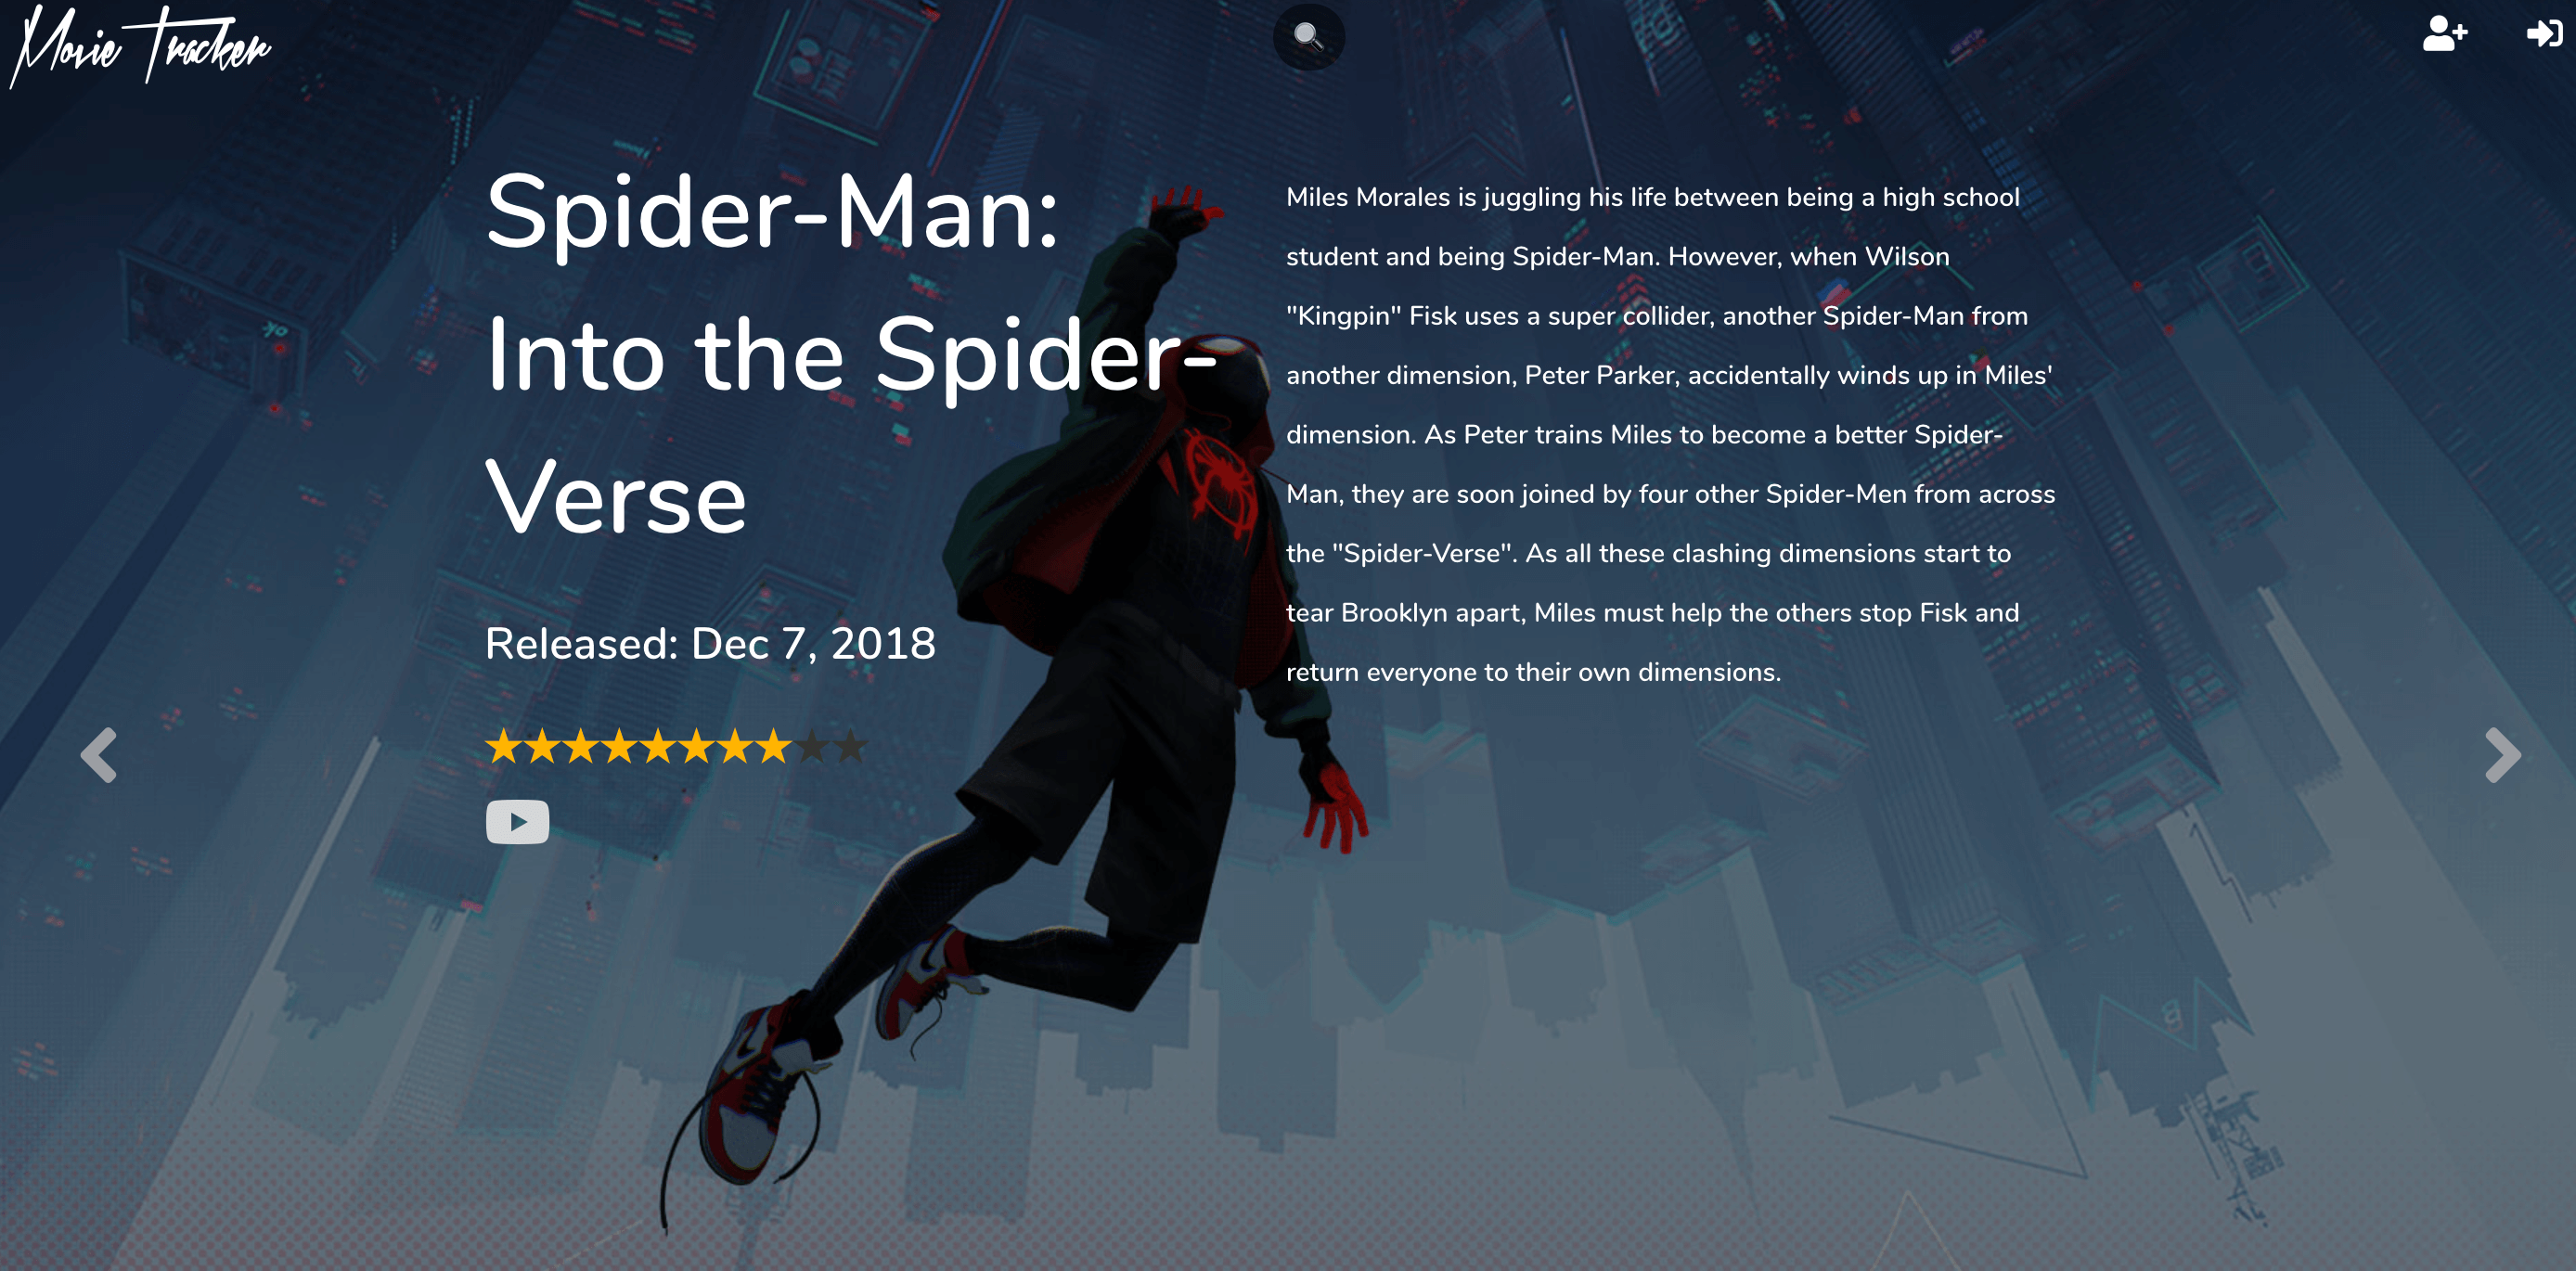 Movie Tracker
Spider-Man:
Into the Spider-
Verse
Released: Dec 7, 2018
Miles Morales is juggling his life between being a high school
student and being Spider-Man. However, when Wilson
"Kingpin" Fisk uses a super collider, another Spider-Man from
another dimension, Peter Parker, accidentally winds up in Miles'
dimension. As Peter trains Miles to become a better Spider-
Man, they are soon joined by four other Spider-Men from across
the "Spider-Verse". As all these clashing dimensions start to
tear Brooklyn apart, Miles must help the others stop Fisk and
return everyone to their own dimensions.